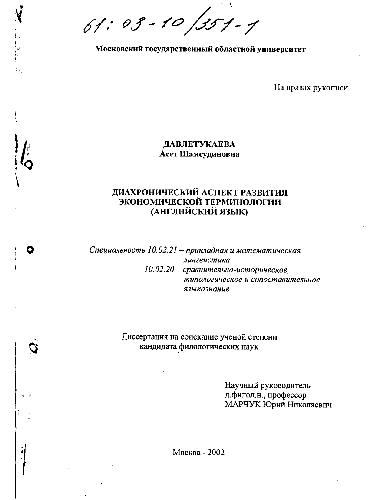 61:03-10/351-1
Московский государственный областной университет
На правах рукописи
ДАВЛЕТУКАЕВА
Асет Шамсудиновна
ДИАХРОНИЧЕСКИЙ АСПЕКТ РАЗВИТИЯ
ЭКОНОМИЧЕСКОЙ ТЕРМИНОЛОГИИ
(АНГЛИЙСКИЙ ЯЗЫК)
Специальность 10.02.21 – прикладная и математическая
лингвистика
10.02.20 – сравнительно-историческое,
типологическое и сопоставительное
языкознание
Диссертация на соискание ученой степени
кандидата филологических наук
Научный руководитель
д.филол.н., профессор
МАРЧУК Юрий Николаевич
Москва - 2002